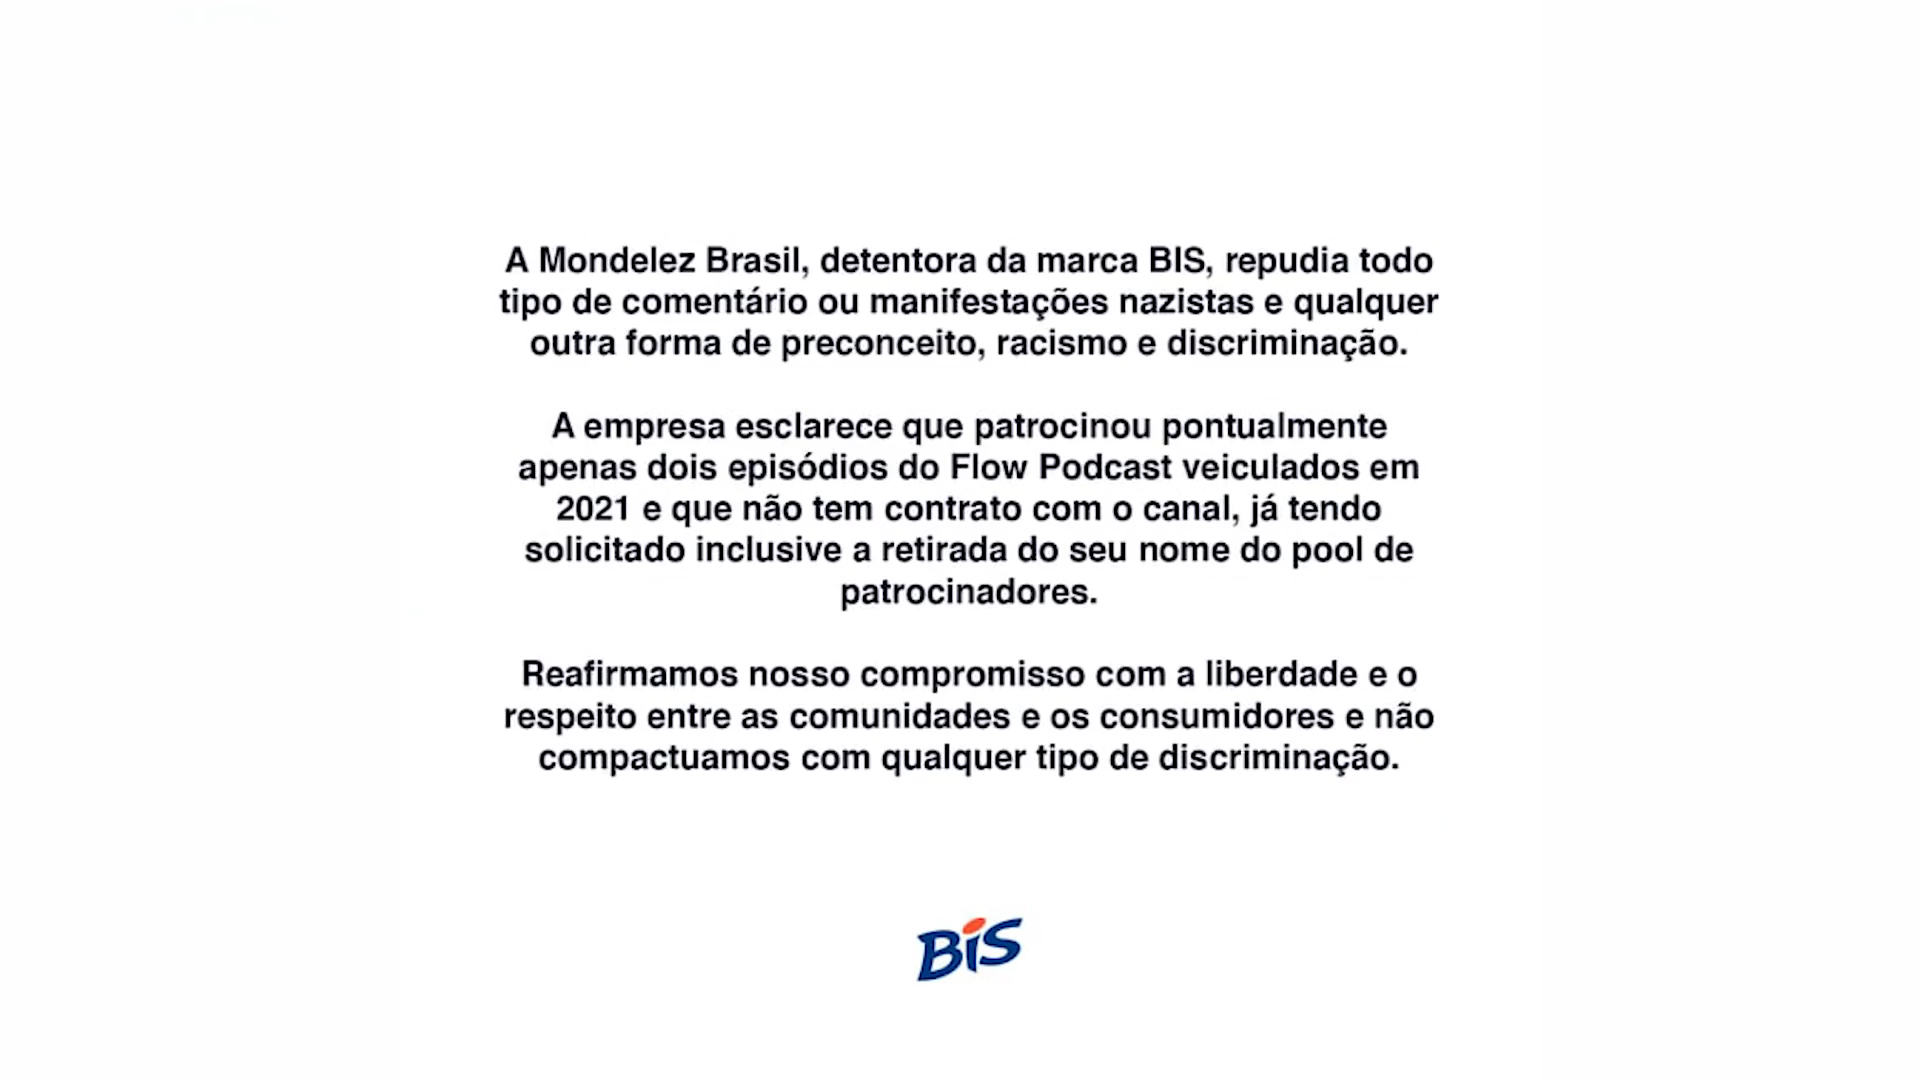 A Mondelez Brasil, detentora da marca BIS, repudia todo
tipo de comentário ou manifestações nazistas e qualquer
outra forma de preconceito, racismo e discriminação.
A empresa esclarece que patrocinou pontualmente
apenas dois episódios do Flow Podcast veiculados em
2021 e que não tem contrato com o canal, já tendo
solicitado inclusive a retirada do seu nome do pool de
patrocinadores.
Reafirmamos nosso compromisso com a liberdade e o
respeito entre as comunidades e os consumidores e não
compactuamos com qualquer tipo de discriminação.
BiS